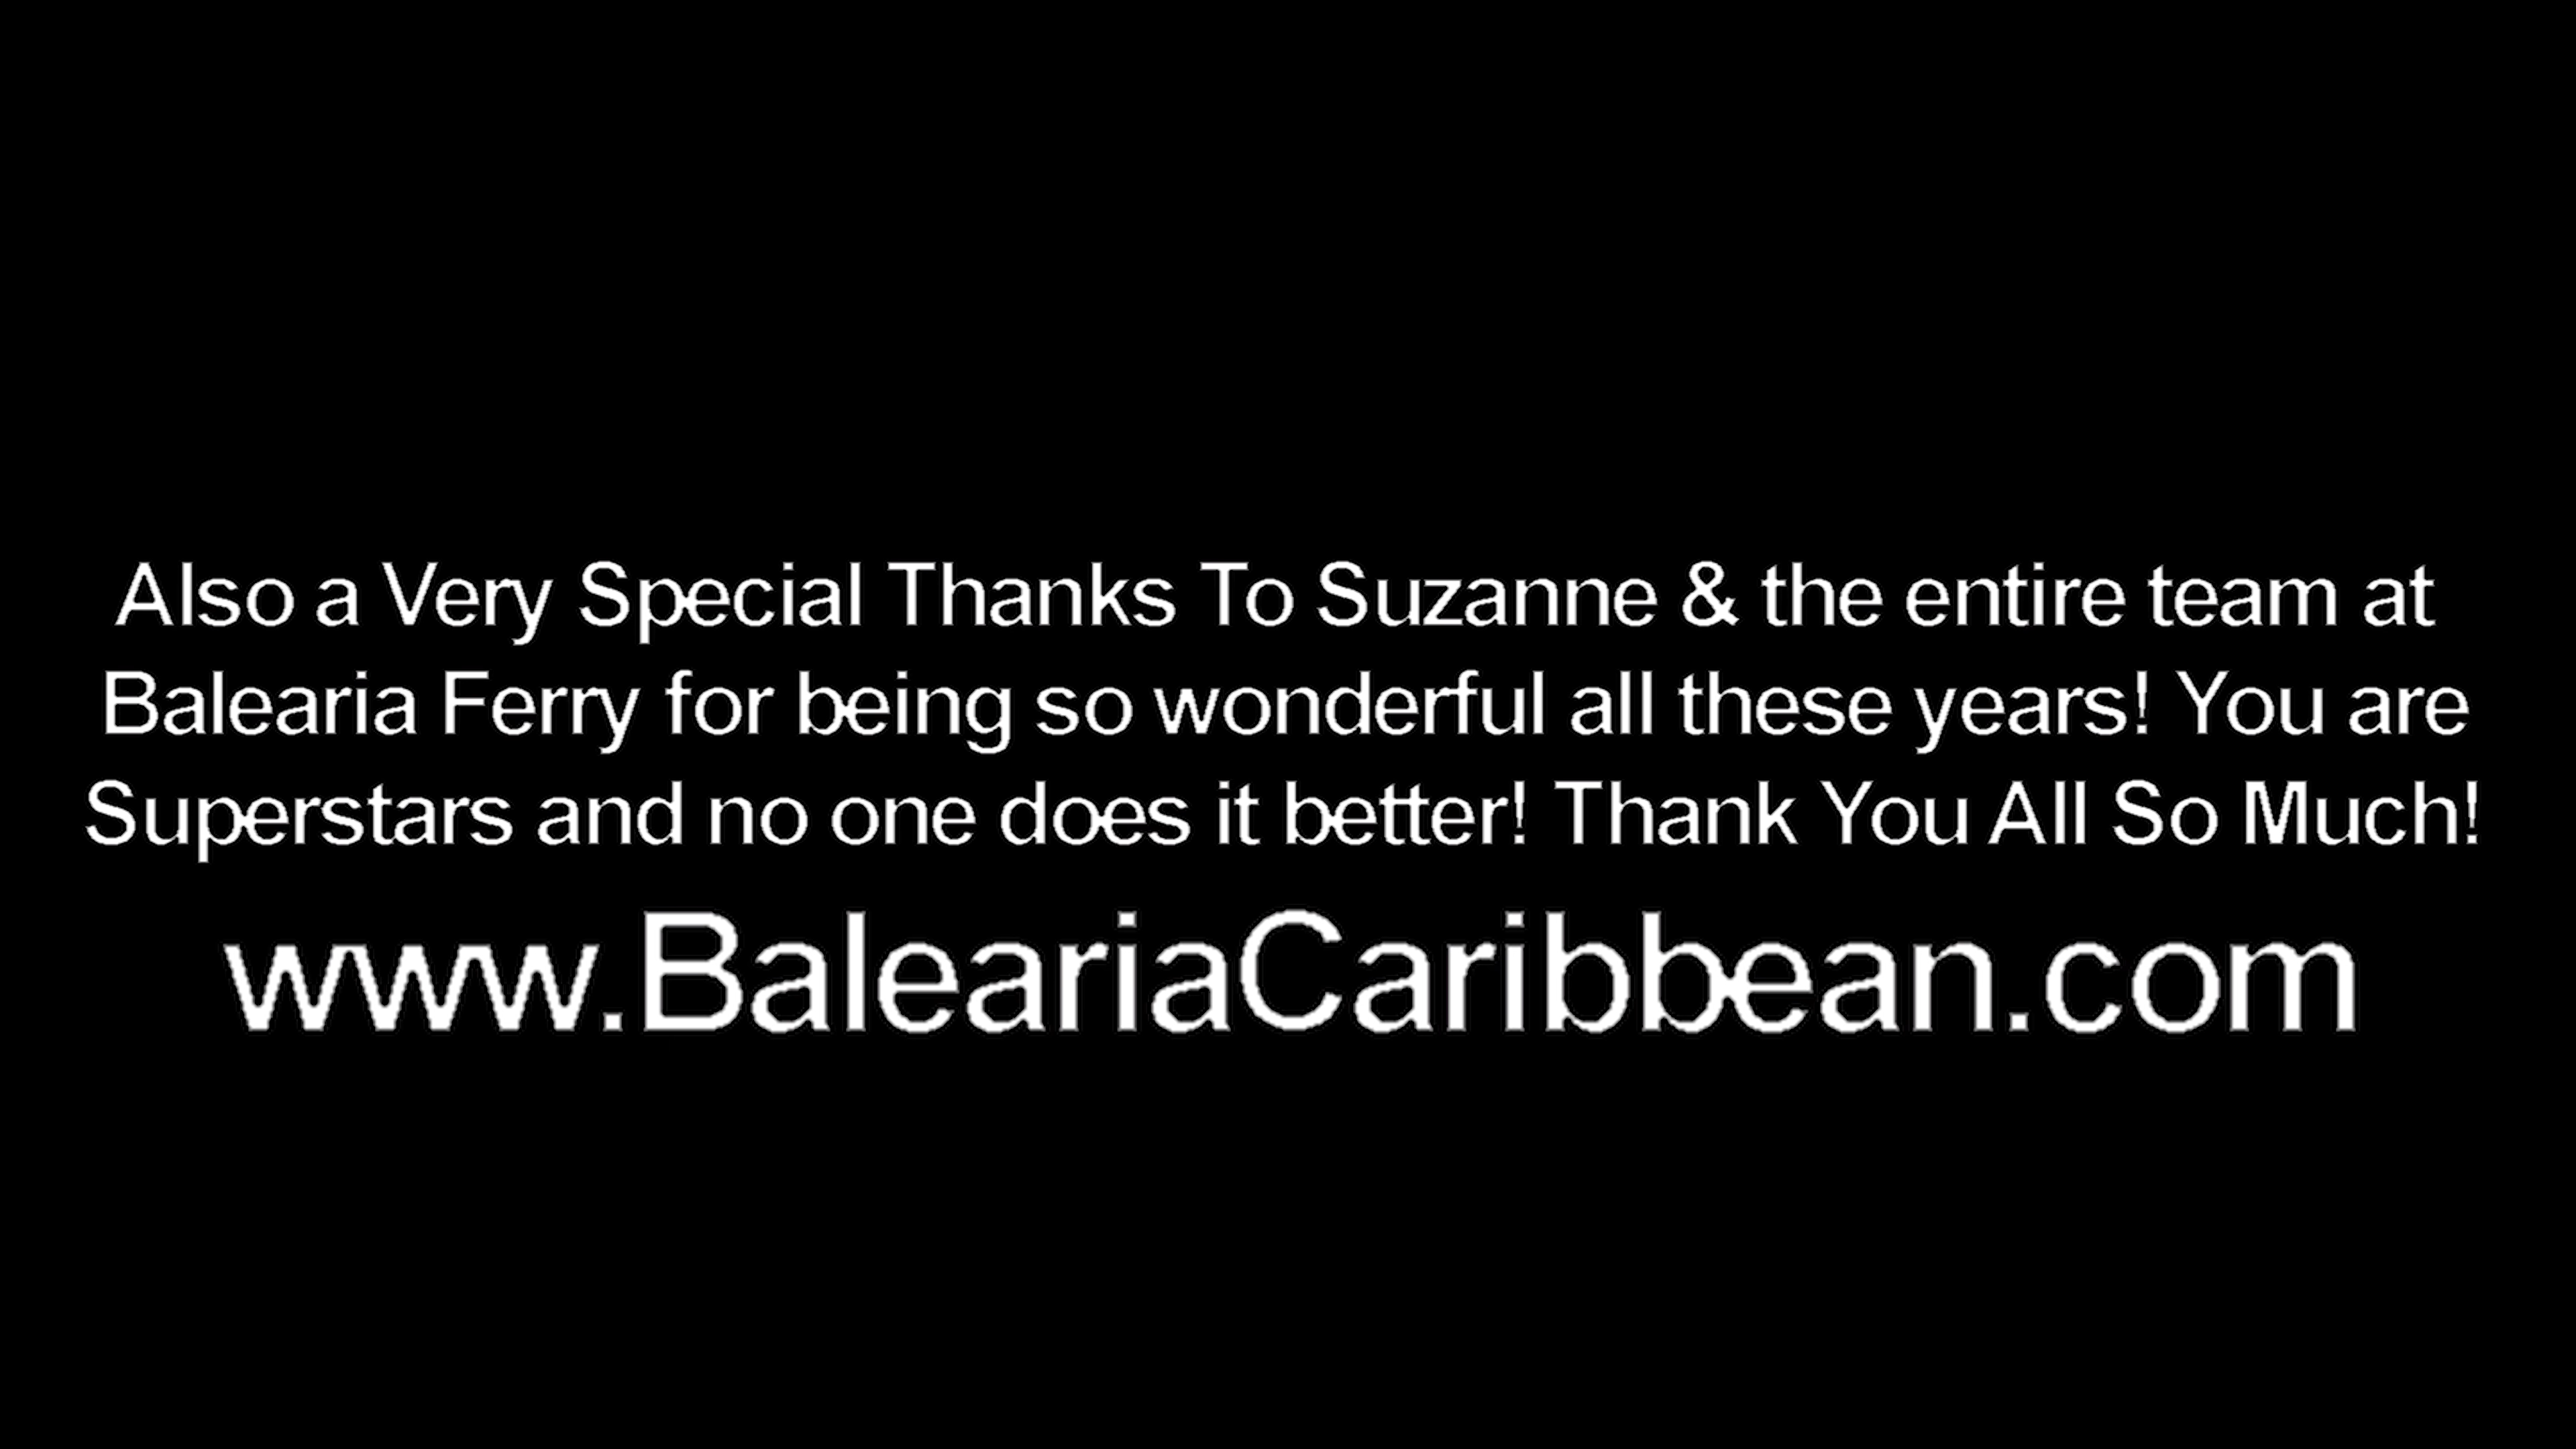 Also a Very Special Thanks To Suzanne & the entire team at
Balearia Ferry for being so wonderful all these years! You are
Superstars and no one does it better! Thank You All So Much!
www.BaleariaCaribbean.com